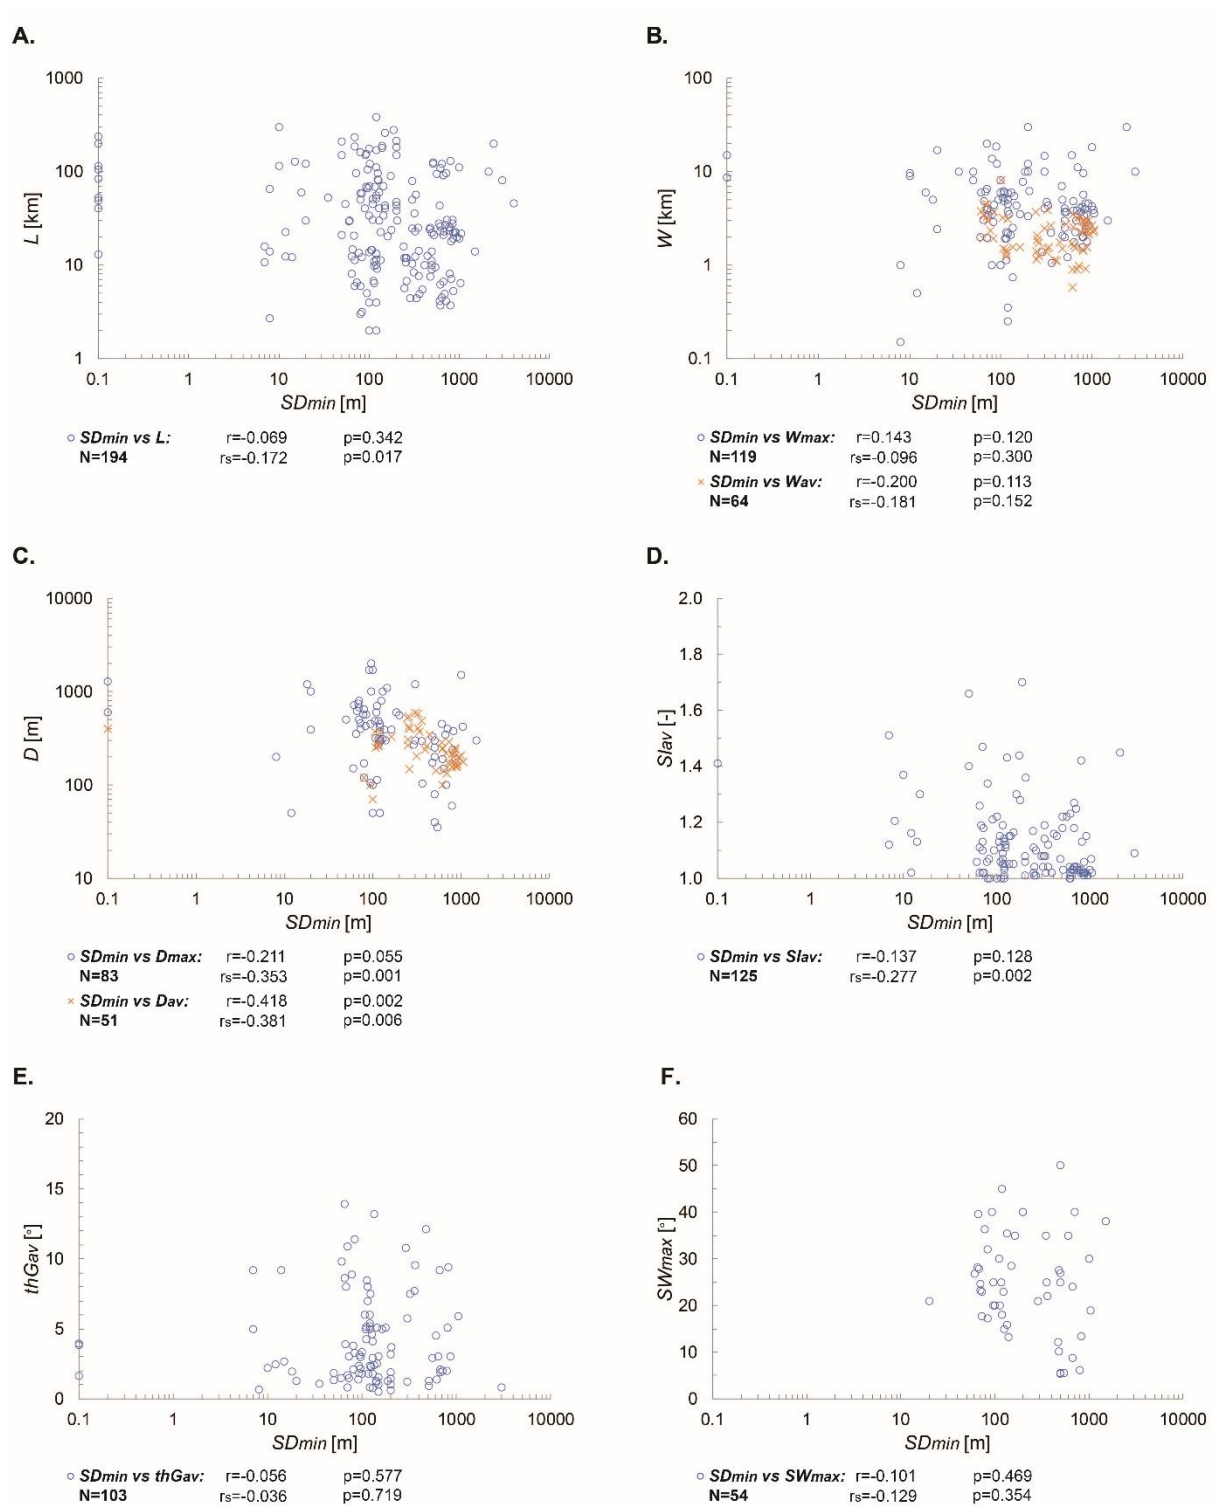 A.
1000
100
10
1
L [km]
0.1 1 10 100 1000 10000
SDmin [m]
SDmin vs L: r=-0.069 p=0.342
N=194 rs=-0.172 p=0.017
B.
100
10
1
0.1
W [km]
0.1 1 10 100 1000 10000
SDmin [m]
SDmin vs Wmax: r=0.143 p=0.120
N=119 rs=-0.096 p=0.300
SDmin vs Wav: r=-0.200 p=0.113
N=64 rs=-0.181 p=0.152
C.
10000
1000
100
10
D [m]
0.1 1 10 100 1000 10000
SDmin [m]
SDmin vs Dmax: r=-0.211 p=0.055
N=83 rs=-0.353 p=0.001
SDmin vs Dav: r=-0.418 p=0.002
N=51 rs=-0.381 p=0.006
D.
2.0
1.8
1.6
1.4
1.2
1.0
SIav [-]
0.1 1 10 100 1000 10000
SDmin [m]
SDmin vs SIav: r=-0.137 p=0.128
N=125 rs=-0.277 p=0.002
E.
20
15
10
5
0
thGav [°]
0.1 1 10 100 1000 10000
SDmin [m]
SDmin vs thGav: r=-0.056 p=0.577
N=103 rs=-0.036 p=0.719
F.
60
50
40
30
20
10
0
SWmax [°]
0.1 1 10 100 1000 10000
SDmin [m]
SDmin vs SWmax: r=-0.101 p=0.469
N=54 rs=-0.129 p=0.354